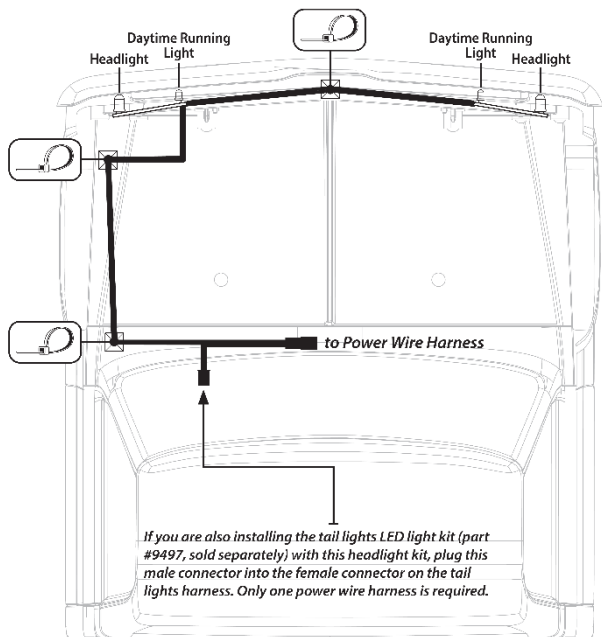 Daytime Running
Light
Headlight
Daytime Running
Light
Headlight
to Power Wire Harness
If you are also installing the tail lights LED light kit (part
#9497, sold separately) with this headlight kit, plug this
male connector into the female connector on the tail
lights harness. Only one power wire harness is required.